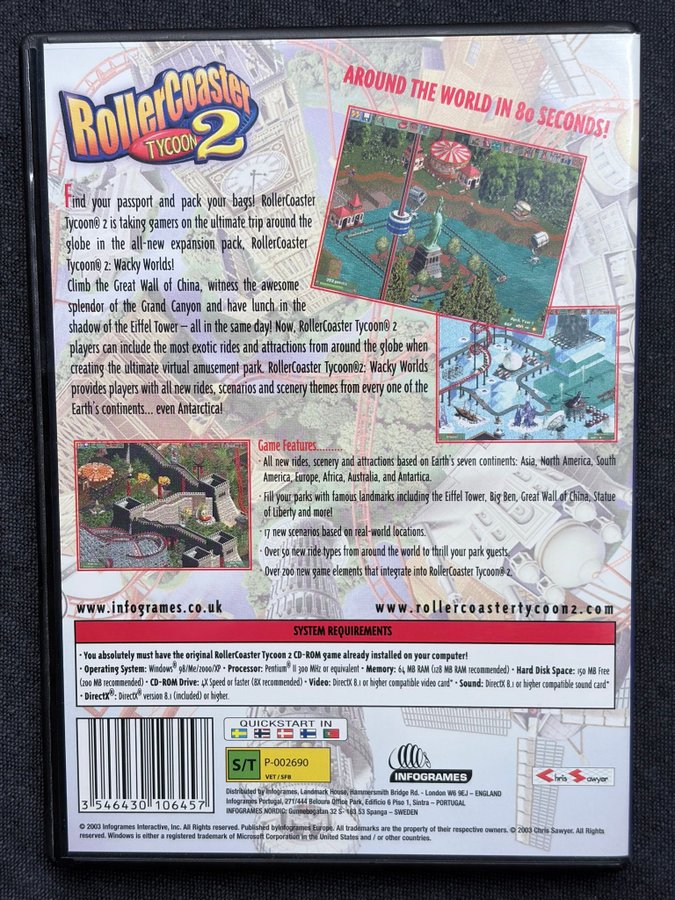 RollerCoaster
TYCOON 2
AROUND THE WORLD IN 80 SECONDS!
Find your passport and pack your bags! RollerCoaster
Tycoon® 2 is taking gamers on the ultimate trip around the
globe in the all-new expansion pack, RollerCoaster
Tycoon® 2: Wacky Worlds!
Climb the Great Wall of China, witness the awesome
splendor of the Grand Canyon and have lunch in the
shadow of the Eiffel Tower – all in the same day! Now, RollerCoaster Tycoon® 2
players can include the most exotic rides and attractions from around the globe when
creating the ultimate virtual amusement park. RollerCoaster Tycoon®2: Wacky Worlds
provides players with all new rides, scenarios and scenery themes from every one of the
Earth's continents... even Antarctica!
Game Features.........
· All new rides, scenery and attractions based on Earth's seven continents: Asia, North America, South
America, Europe, Africa, Australia, and Antartica.
· Fill your parks with famous landmarks including the Eiffel Tower, Big Ben, Great Wall of China, Statue
of Liberty and more!
· 17 new scenarios based on real-world locations.
· Over 50 new ride types from around the world to thrill your park guests.
· Over 200 new game elements that integrate into RollerCoaster Tycoon® 2.
www.infogrames.co.uk
www.rollercoastertycoon2.com
SYSTEM REQUIREMENTS
· You absolutely must have the original RollerCoaster Tycoon 2 CD-ROM game already installed on your computer!
· Operating System: Windows® 98/Me/2000/XP · Processor: Pentium® II 300 MHz or equivalent · Memory: 64 MB RAM (128 MB RAM recommended) · Hard Disk Space: 150 MB Free
(200 MB recommended) · CD-ROM Drive: 4X Speed or faster (8X recommended) · Video: DirectX 8.1 or higher compatible video card* · Sound: DirectX 8.1 or higher compatible sound card*
· DirectX®: DirectX® version 8.1 (included) or higher.
QUICKSTART IN
S/T P-002690
VET / SFB
INFOGRAMES
Chris Sawyer
3 546430 106457
Distributed by Infogrames, Landmark House, Hammersmith Bridge Rd. - London W6 9EJ – ENGLAND
Infogrames Portugal, 271/444 Beloura Office Park, Edificio 6 Piso 1, Sintra – PORTUGAL
INFOGRAMES NORDIC: Gunnebogatan 32 S- 163 53 Spanga – SWEDEN
© 2003 Infogrames Interactive, Inc. All Rights reserved. Published byInfogrames Europe. All trademarks are the property of their respective owners. © 2003 Chris Sawyer. All Rights
reserved. Windows is either a registered trademark of Microsoft Corporation in the United States and / or other countries.